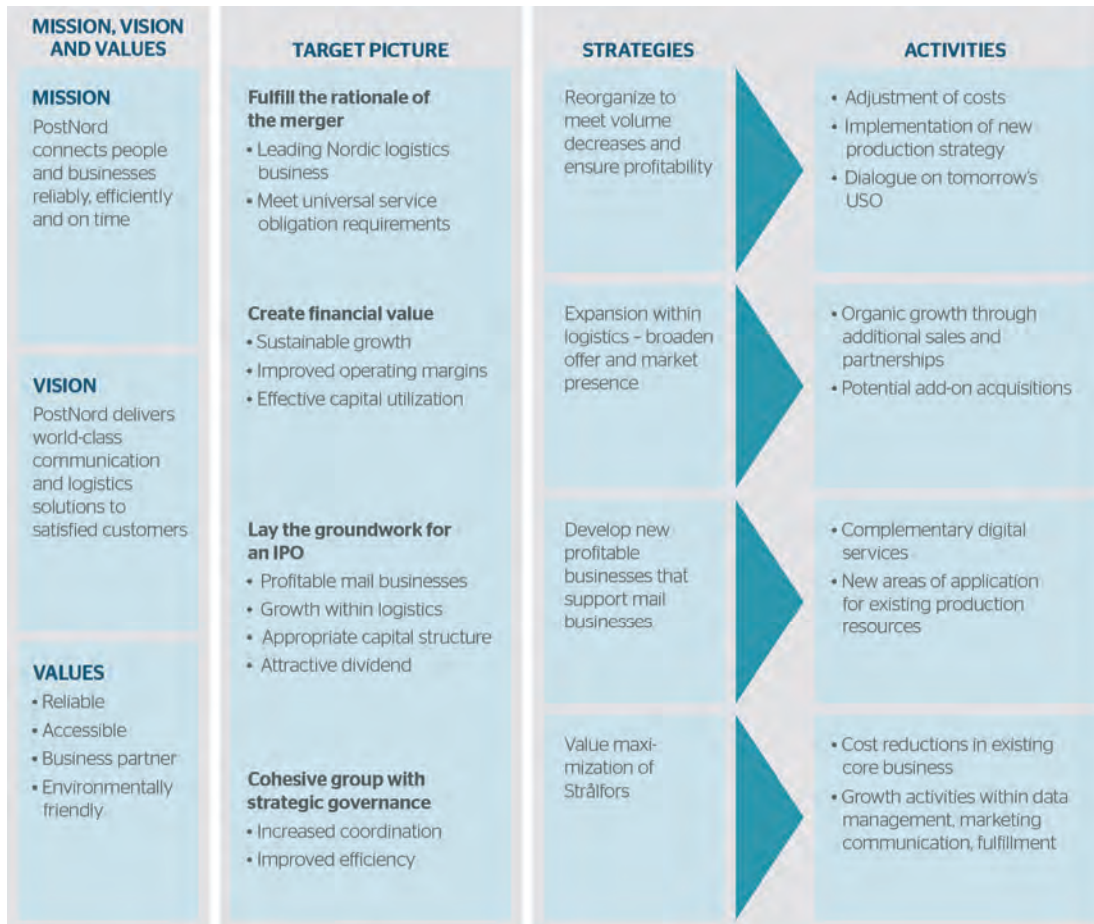 MISSION, VISION
AND VALUES
MISSION
PostNord
connects people
and businesses
reliably, efficiently
and on time
VISION
PostNord delivers
world-class
communication
and logistics
solutions to
satisfied customers
VALUES
• Reliable
• Accessible
• Business partner
• Environmentally
friendly
TARGET PICTURE
Fulfill the rationale of
the merger
• Leading Nordic logistics
business
• Meet universal service
obligation requirements
Create financial value
• Sustainable growth
• Improved operating margins
• Effective capital utilization
Lay the groundwork for
an IPO
• Profitable mail businesses
• Growth within logistics
• Appropriate capital structure
• Attractive dividend
Cohesive group with
strategic governance
• Increased coordination
• Improved efficiency
STRATEGIES
Reorganize to
meet volume
decreases and
ensure profitability
Expansion within
logistics – broaden
offer and market
presence
Develop new
profitable
businesses that
support mail
businesses
Value maxi-
mization of
Strålfors
ACTIVITIES
• Adjustment of costs
• Implementation of new
production strategy
• Dialogue on tomorrow's
USO
• Organic growth through
additional sales and
partnerships
• Potential add-on acquisitions
• Complementary digital
services
• New areas of application
for existing production
resources
• Cost reductions in existing
core business
• Growth activities within data
management, marketing
communication, fulfillment